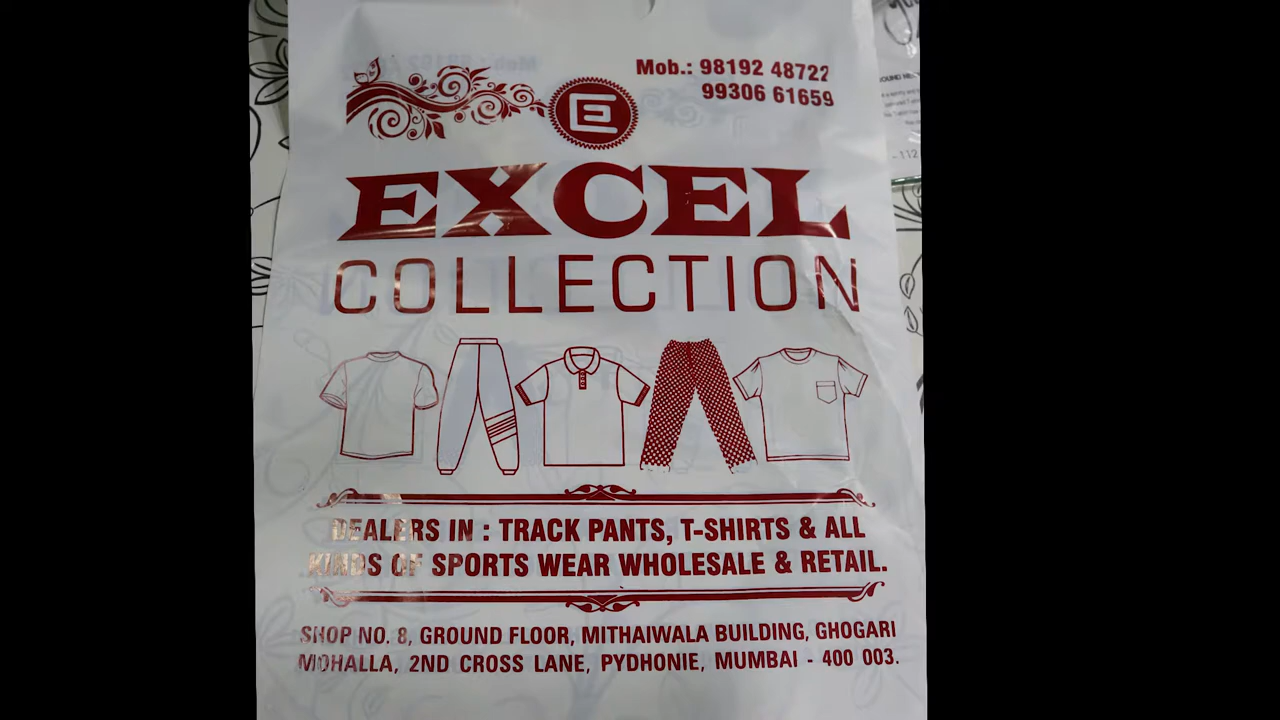 Mob.: 98192 48722
99306 61659
E
EXCEL
COLLECTION
DEALERS IN : TRACK PANTS, T-SHIRTS & ALL
KINDS OF SPORTS WEAR WHOLESALE & RETAIL.
SHOP NO. 8, GROUND FLOOR, MITHAIWALA BUILDING, GHOGARI
MOHALLA, 2ND CROSS LANE, PYDHONIE, MUMBAI - 400 003.